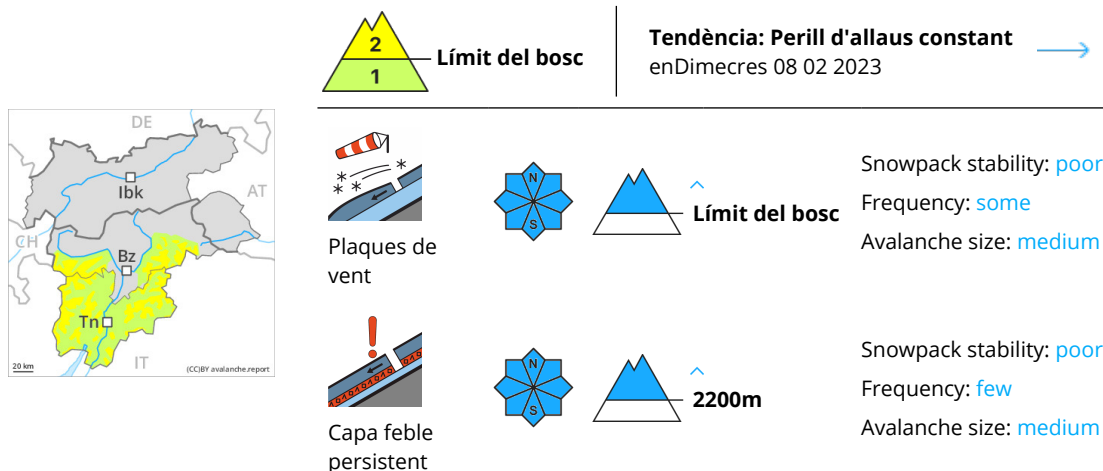 2
1
Límit del bosc
Tendència: Perill d'allaus constant
enDimecres 08 02 2023
DE
Ibk
AT
CH
Bz
Tn
IT
20 km
(CC)BY avalanche.report
Plaques de
vent
N
S
Límit del bosc
Snowpack stability: poor
Frequency: some
Avalanche size: medium
Capa feble
persistent
N
S
2200m
Snowpack stability: poor
Frequency: few
Avalanche size: medium